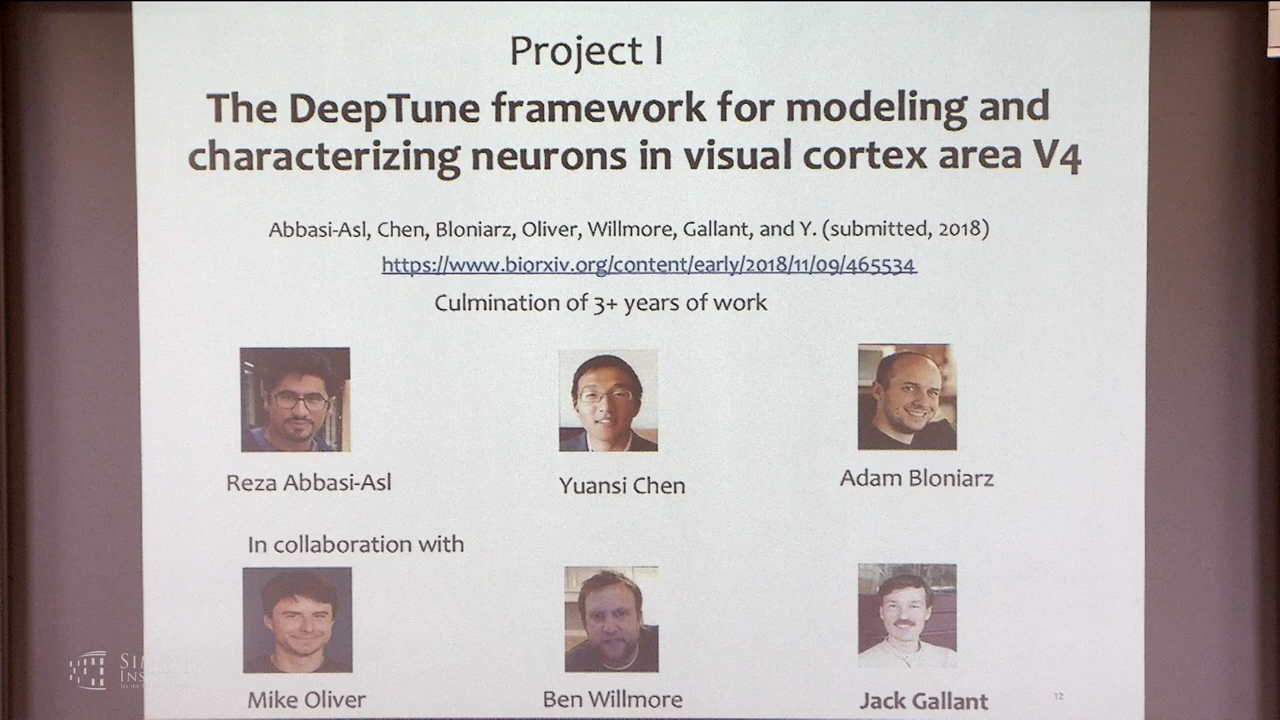 Project I
The DeepTune framework for modeling and
characterizing neurons in visual cortex area V4
Abbasi-Asl, Chen, Bloniarz, Oliver, Willmore, Gallant, and Y. (submitted, 2018)
https://www.biorxiv.org/content/early/2018/11/09/465534
Culmination of 3+ years of work
Reza Abbasi-Asl
Yuansi Chen
Adam Bloniarz
In collaboration with
Mike Oliver
Ben Willmore
Jack Gallant
12